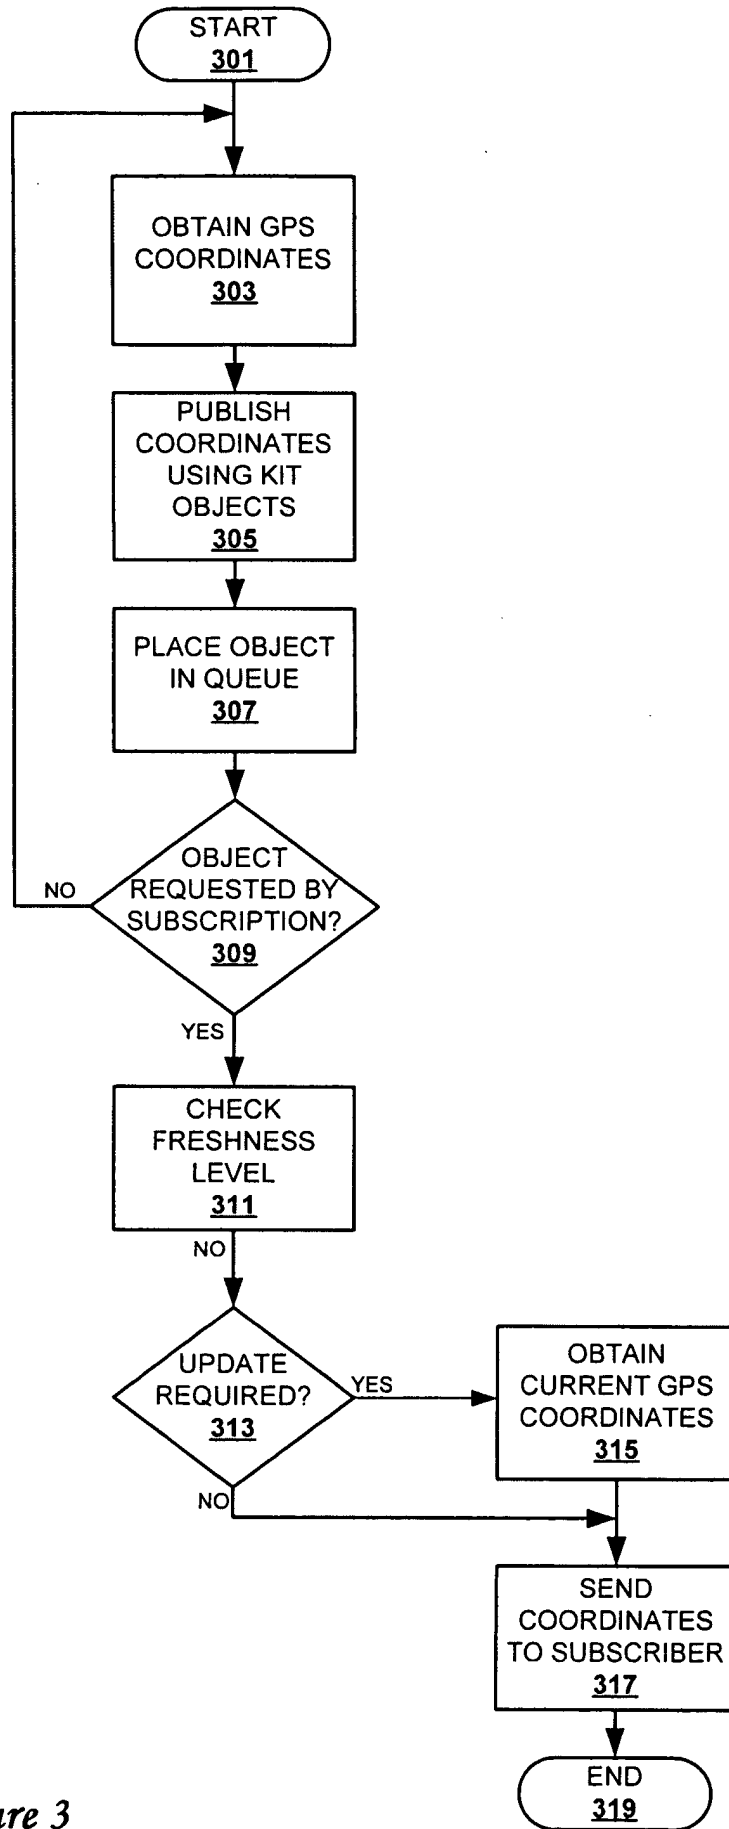 START
301
OBTAIN GPS
COORDINATES
303
PUBLISH
COORDINATES
USING KIT
OBJECTS
305
PLACE OBJECT
IN QUEUE
307
OBJECT
REQUESTED BY
SUBSCRIPTION?
309
NO
YES
CHECK
FRESHNESS
LEVEL
311
NO
UPDATE
REQUIRED?
313
YES
NO
OBTAIN
CURRENT GPS
COORDINATES
315
SEND
COORDINATES
TO SUBSCRIBER
317
END
319
ure 3